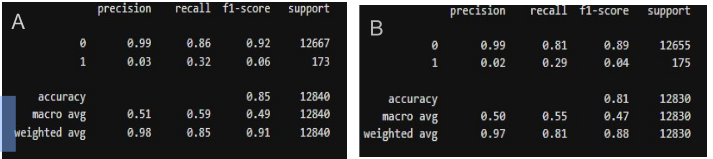 A
precision recall f1-score support
0 0.99 0.86 0.92 12667
1 0.03 0.32 0.06 173
accuracy 0.85 12840
macro avg 0.51 0.59 0.49 12840
weighted avg 0.98 0.85 0.91 12840
B
precision recall f1-score support
0 0.99 0.81 0.89 12655
1 0.02 0.29 0.04 175
accuracy 0.81 12830
macro avg 0.50 0.55 0.47 12830
weighted avg 0.97 0.81 0.88 12830